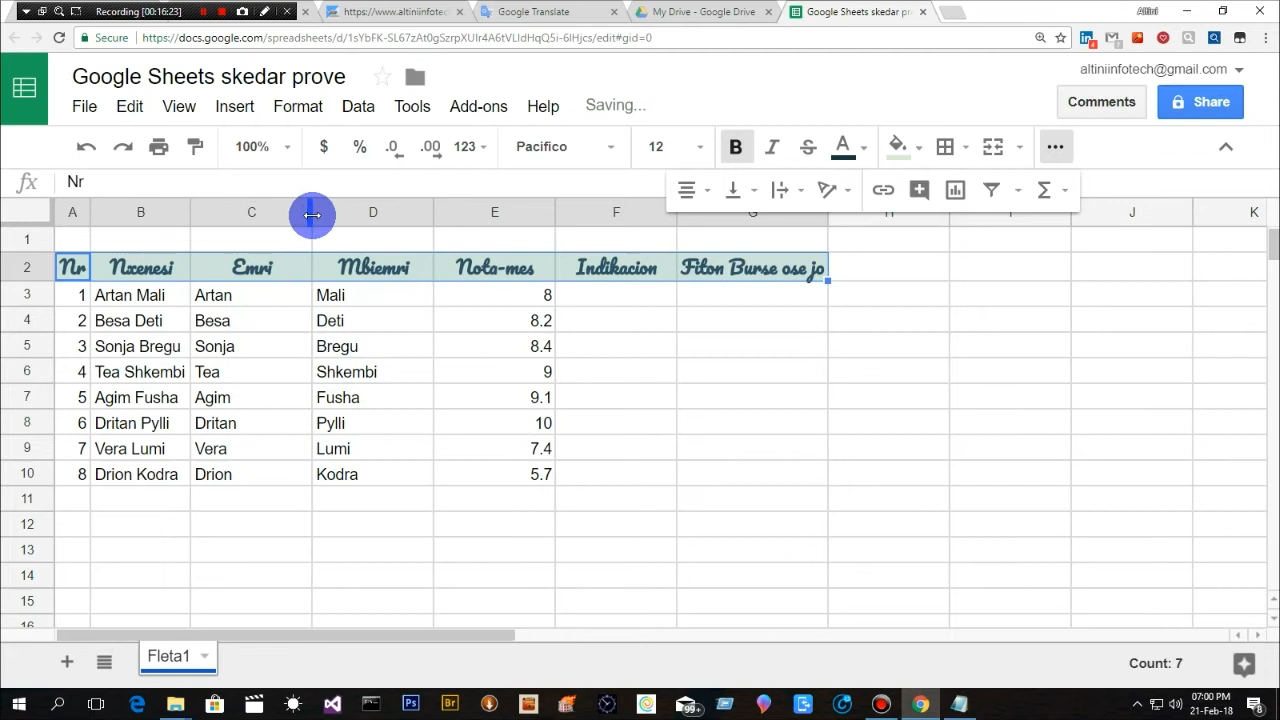 Recording [00:16:23]
https://www.altiniinfotec
Google Translate
My Drive - Google Drive
Google Sheets skedar pro
Altini
Secure
https://docs.google.com/spreadsheets/d/1sYbFK-SL67zAt0gSzrpXUIr4A6tVLIdHqQ5i-6IHjcs/edit#gid=0
Google Sheets skedar prove
altiniinfotech@gmail.com
File Edit View Insert Format Data Tools Add-ons Help Saving...
Comments
Share
100% $ % .0 .00 123 Pacifico 12 B I S A
fx Nr
A B C D E F G H I J K
1
2 Nr Nxenesi Emri Mbiemri Nota-mes Indikacion Fiton Burse ose jo
3 1 Artan Mali Artan Mali 8
4 2 Besa Deti Besa Deti 8.2
5 3 Sonja Bregu Sonja Bregu 8.4
6 4 Tea Shkembi Tea Shkembi 9
7 5 Agim Fusha Agim Fusha 9.1
8 6 Dritan Pylli Dritan Pylli 10
9 7 Vera Lumi Vera Lumi 7.4
10 8 Drion Kodra Drion Kodra 5.7
11
12
13
14
15
16
Fleta1
Count: 7
99+
07:00 PM
21-Feb-18